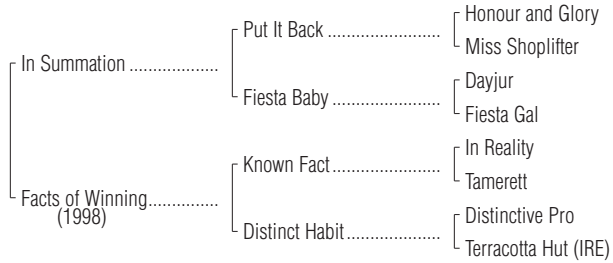 Honour and Glory
Put It Back ......................
Miss Shoplifter
In Summation ..................
Dayjur
Fiesta Baby ......................
Fiesta Gal
In Reality
Known Fact ......................
Tamerett
Facts of Winning..............
(1998)
Distinctive Pro
Distinct Habit ...................
Terracotta Hut (IRE)